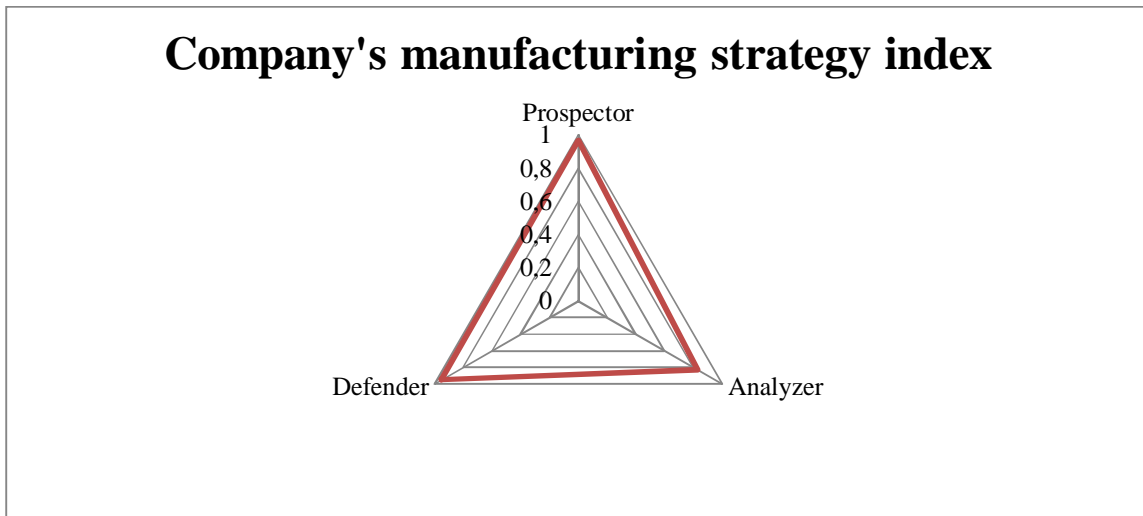 Company's manufacturing strategy index
Prospector
1
0,8
0,6
0,4
0,2
0
Defender
Analyzer